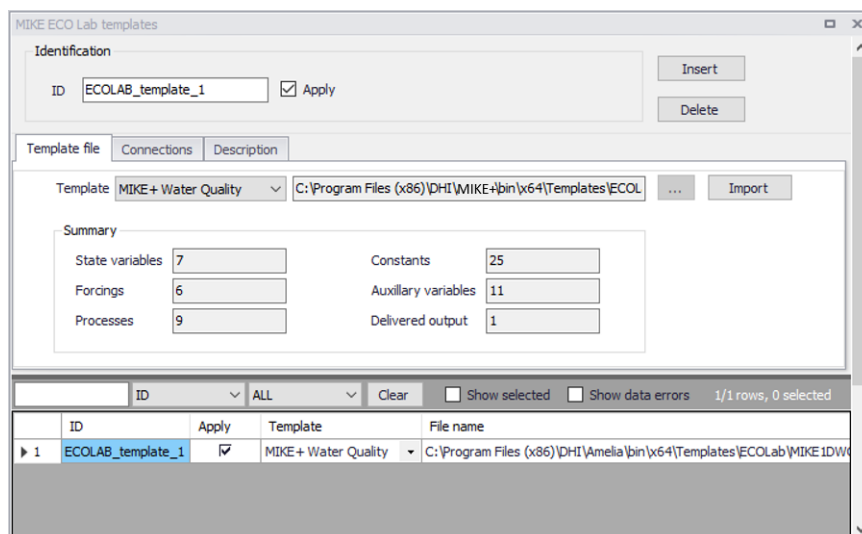 MIKE ECO Lab templates
Identification
ID ECOLAB_template_1 Apply
Insert
Delete
Template file Connections Description
Template MIKE+ Water Quality C:\Program Files (x86)\DHI\MIKE+\bin\x64\Templates\ECOL ... Import
Summary
State variables 7 Constants 25
Forcings 6 Auxillary variables 11
Processes 9 Delivered output 1
ID ALL Clear Show selected Show data errors 1/1 rows, 0 selected
ID Apply Template File name
1 ECOLAB_template_1 MIKE+ Water Quality C:\Program Files (x86)\DHI\Amelia\bin\x64\Templates\ECOLab\MIKE1DWQ